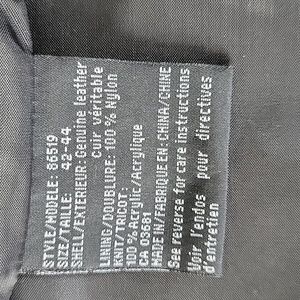 STYLE/MODELE: 86519
SIZE/TAILLE: 42-44
SHELL/EXTERIEUR: Genuine leather
Cuir véritable
LINING/DOUBLURE: 100 % Nylon
KNIT/TRICOT:
100 % Acrylic/Acrylique
CA 03681
MADE IN/FABRIQUE EN: CHINA/CHINE
See reverse for care instructions
Voir l'endos pour directives
d'entretien